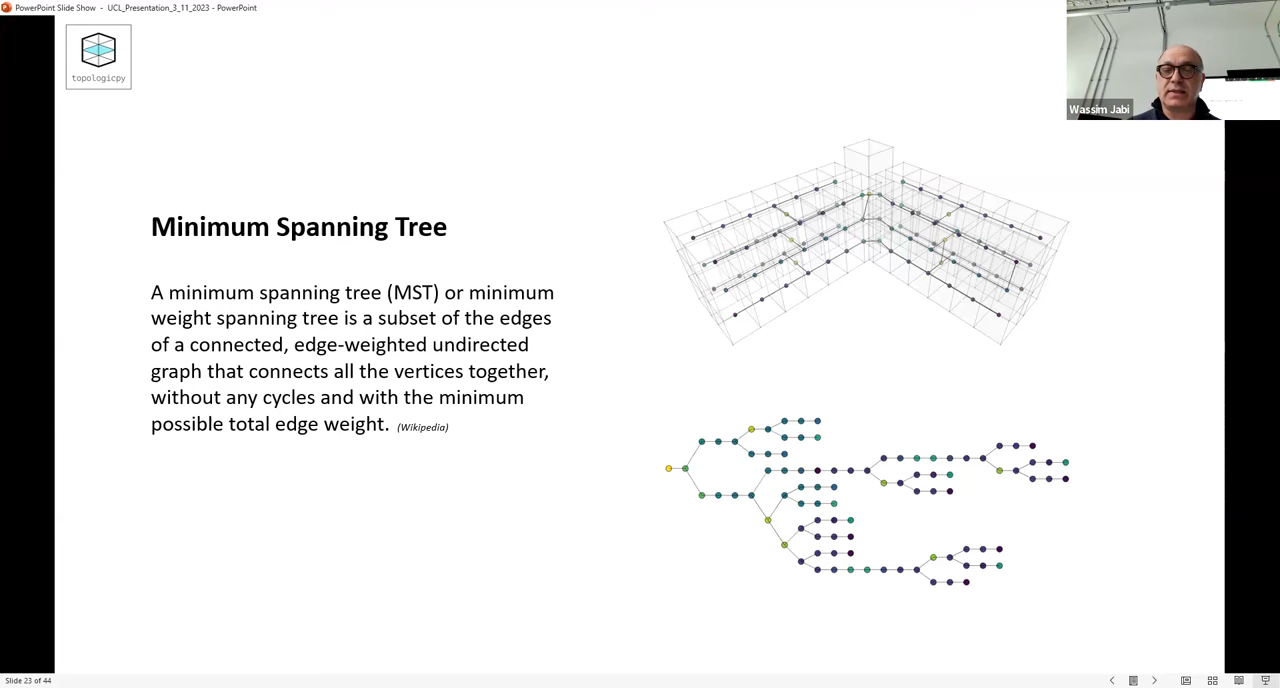 PowerPoint Slide Show - UCL_Presentation_3_11_2023 - PowerPoint
topologicpy
Wassim Jabi
Minimum Spanning Tree
A minimum spanning tree (MST) or minimum
weight spanning tree is a subset of the edges
of a connected, edge-weighted undirected
graph that connects all the vertices together,
without any cycles and with the minimum
possible total edge weight. (Wikipedia)
Slide 23 of 44